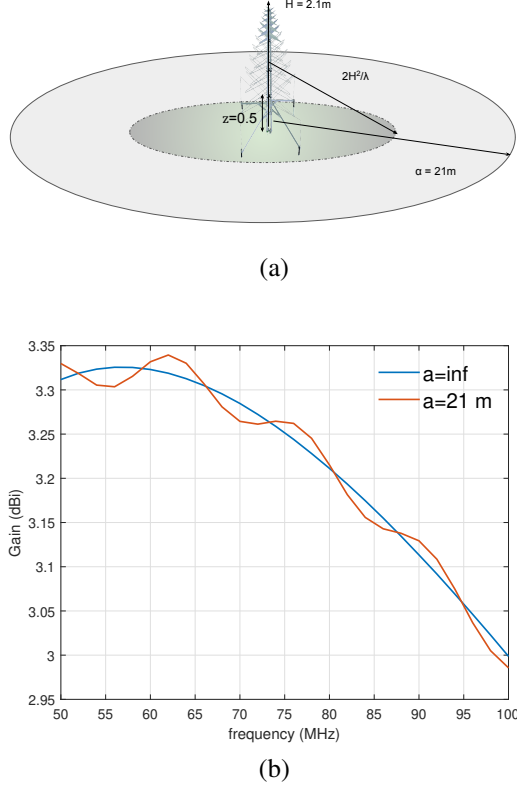 H = 2.1m
2H²/λ
z=0.5
α = 21m
(a)
3.35
3.3
3.25
3.2
3.15
3.1
3.05
3
2.95
Gain (dBi)
a=inf
a=21 m
50 55 60 65 70 75 80 85 90 95 100
frequency (MHz)
(b)